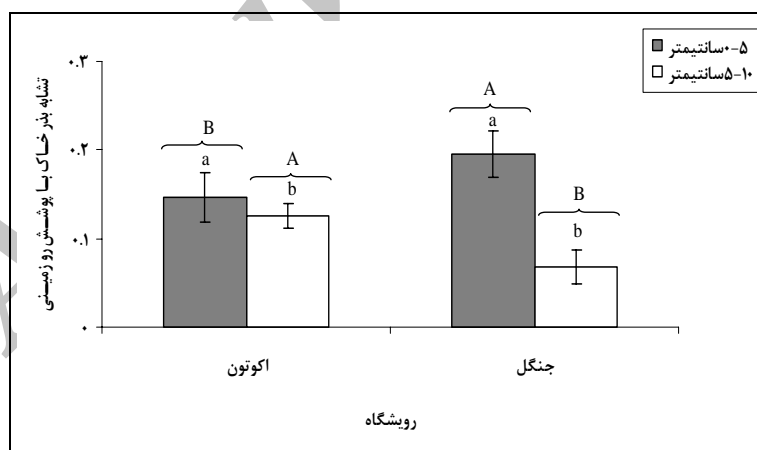 ۰-۵سانتیمتر
۵-۱۰سانتیمتر
تشابه بذر خاک با پوشش رو زمینی
۰.۳
۰.۲
۰.۱
۰
B
a
A
b
A
a
B
b
اکوتون
جنگل
رویشگاه